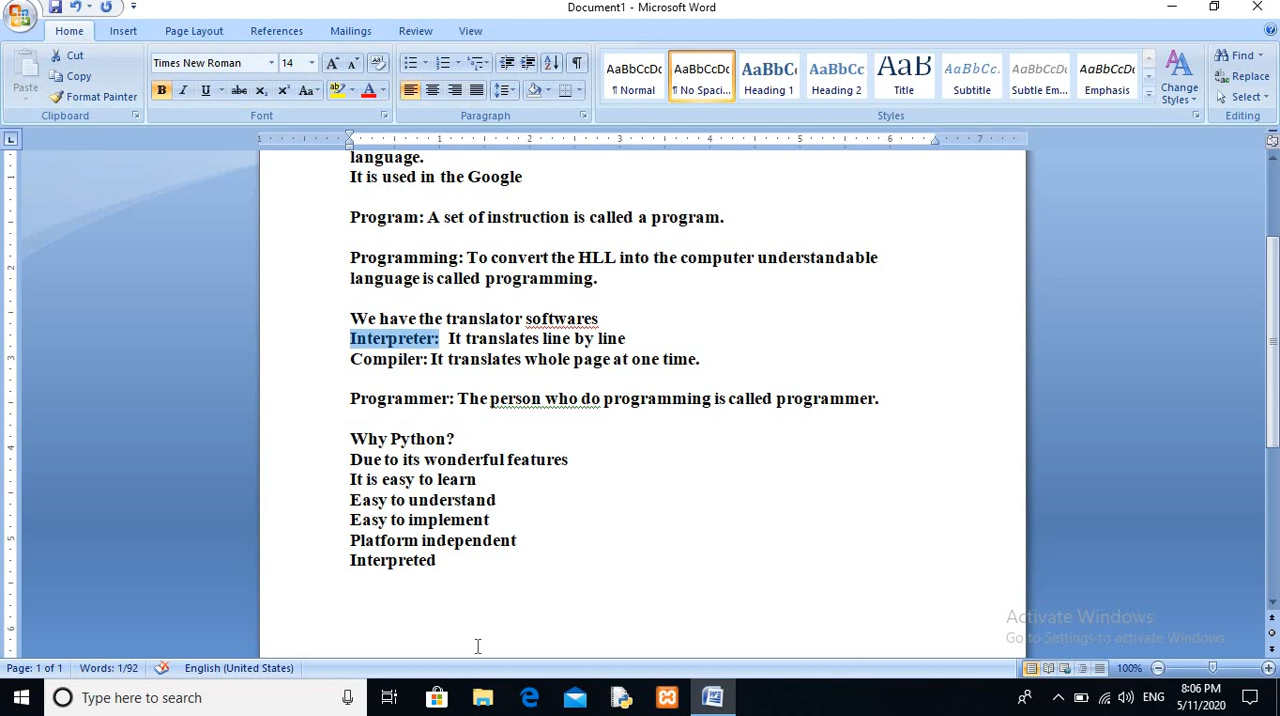 Document1 - Microsoft Word
Home Insert Page Layout References Mailings Review View
Paste
Cut
Copy
Format Painter
Clipboard
Times New Roman 14
Font
Paragraph
AaBbCcDc AaBbCcDc AaBbC AaBbCc AaB AaBbCc. AaBbCcDc AaBbCcDc
¶ Normal ¶ No Spaci... Heading 1 Heading 2 Title Subtitle Subtle Em... Emphasis
Change Styles
Styles
Find
Replace
Select
Editing
1 1 2 3 4 5 6 7
language.
It is used in the Google
Program: A set of instruction is called a program.
Programming: To convert the HLL into the computer understandable
language is called programming.
We have the translator softwares
Interpreter: It translates line by line
Compiler: It translates whole page at one time.
Programmer: The person who do programming is called programmer.
Why Python?
Due to its wonderful features
It is easy to learn
Easy to understand
Easy to implement
Platform independent
Interpreted
Activate Windows
Go to Settings to activate Windows.
Page: 1 of 1 Words: 1/92 English (United States) 100%
Type here to search
ENG
8:06 PM
5/11/2020